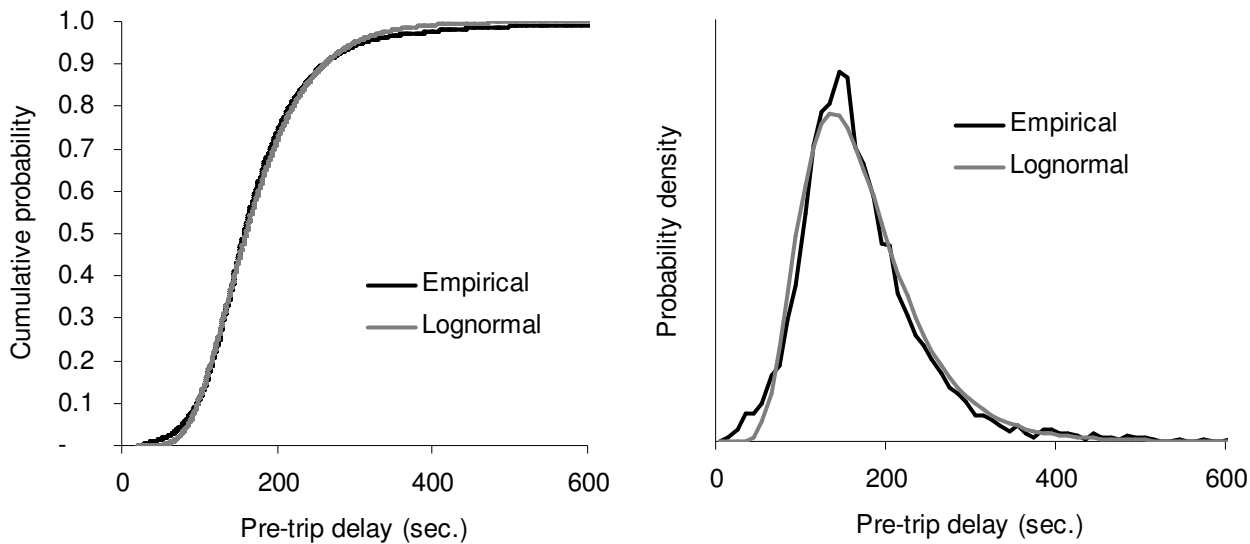 Cumulative probability
1.0
0.9
0.8
0.7
0.6
0.5
0.4
0.3
0.2
0.1
-
Empirical
Lognormal
0 200 400 600
Pre-trip delay (sec.)
Probability density
Empirical
Lognormal
0 200 400 600
Pre-trip delay (sec.)